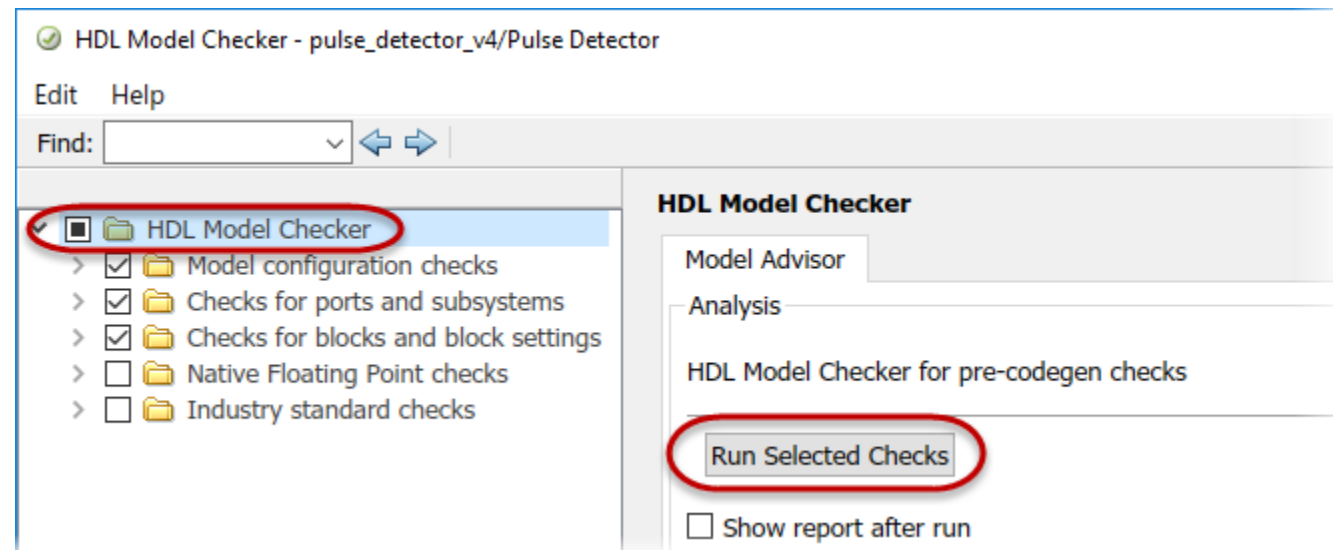 HDL Model Checker - pulse_detector_v4/Pulse Detector
Edit Help
Find:
HDL Model Checker
Model configuration checks
Checks for ports and subsystems
Checks for blocks and block settings
Native Floating Point checks
Industry standard checks
HDL Model Checker
Model Advisor
Analysis
HDL Model Checker for pre-codegen checks
Run Selected Checks
Show report after run